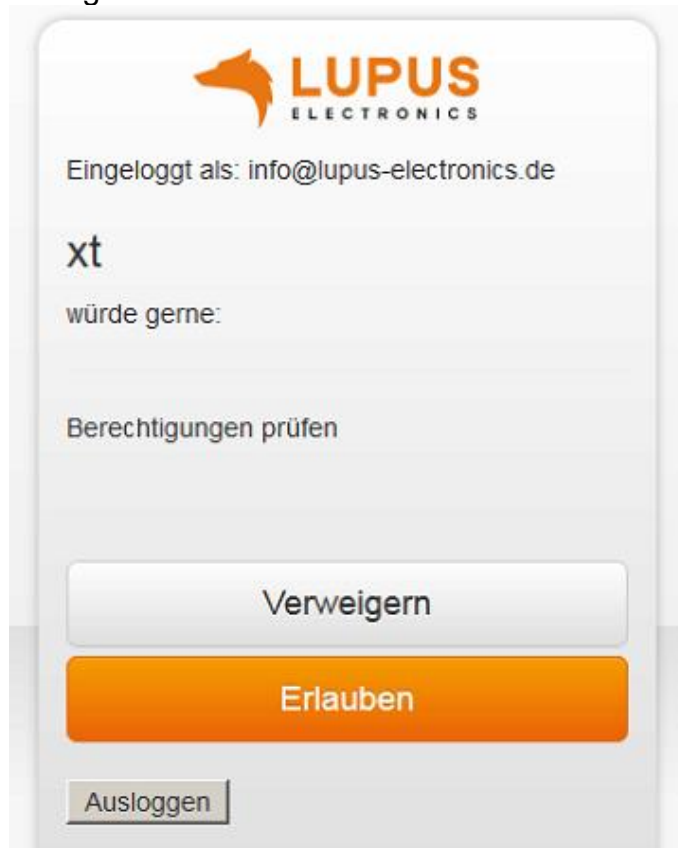 LUPUS
ELECTRONICS
Eingeloggt als: info@lupus-electronics.de
xt
würde gerne:
Berechtigungen prüfen
Verweigern
Erlauben
Ausloggen